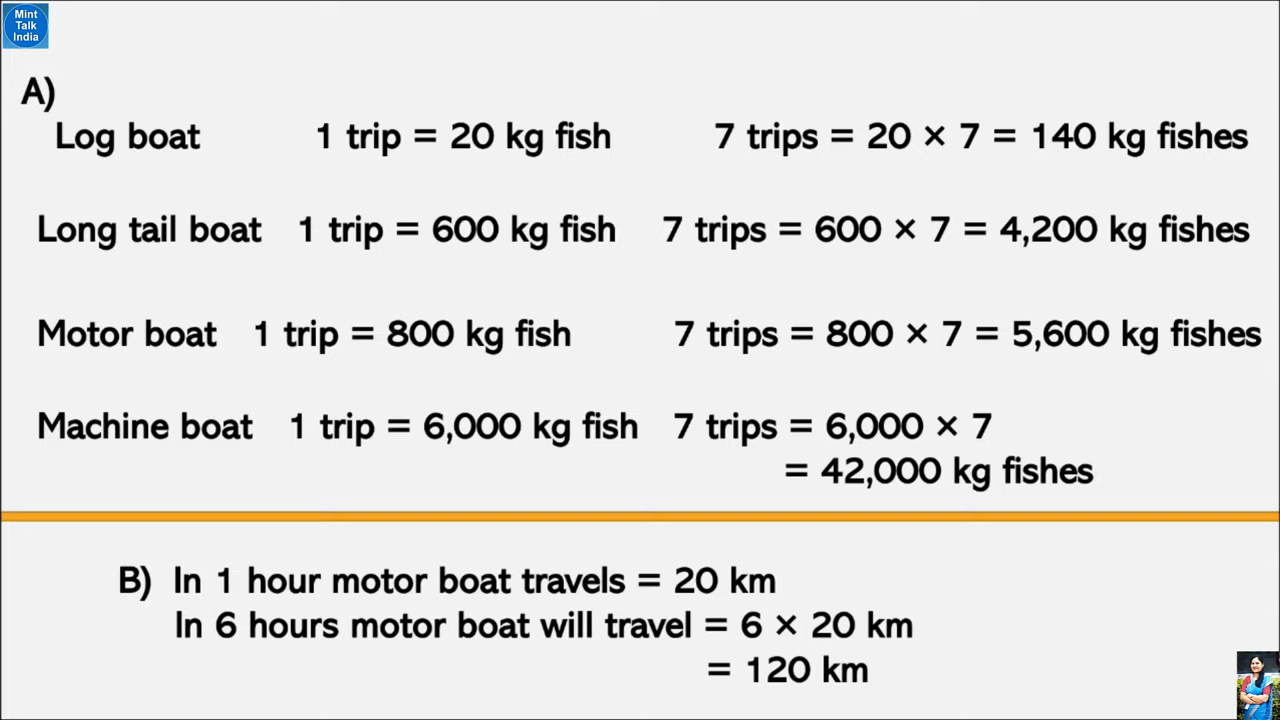 Mint
Talk
India
A)
Log boat 1 trip = 20 kg fish 7 trips = 20 × 7 = 140 kg fishes
Long tail boat 1 trip = 600 kg fish 7 trips = 600 × 7 = 4,200 kg fishes
Motor boat 1 trip = 800 kg fish 7 trips = 800 × 7 = 5,600 kg fishes
Machine boat 1 trip = 6,000 kg fish 7 trips = 6,000 × 7
= 42,000 kg fishes
B) In 1 hour motor boat travels = 20 km
In 6 hours motor boat will travel = 6 × 20 km
= 120 km